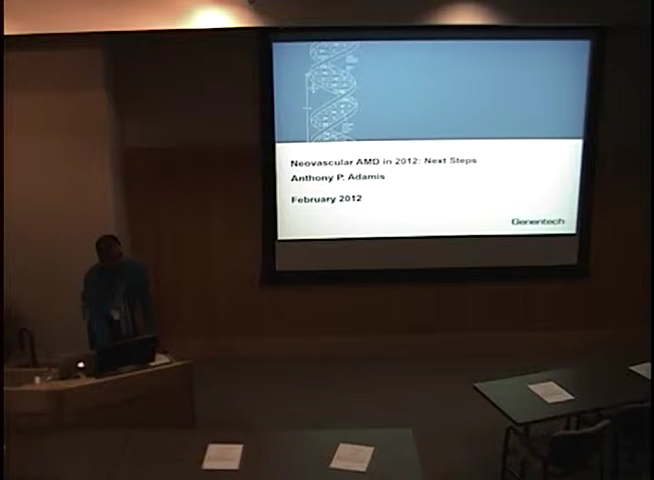 Neovascular AMD in 2012: Next Steps
Anthony P. Adamis
February 2012
Genentech